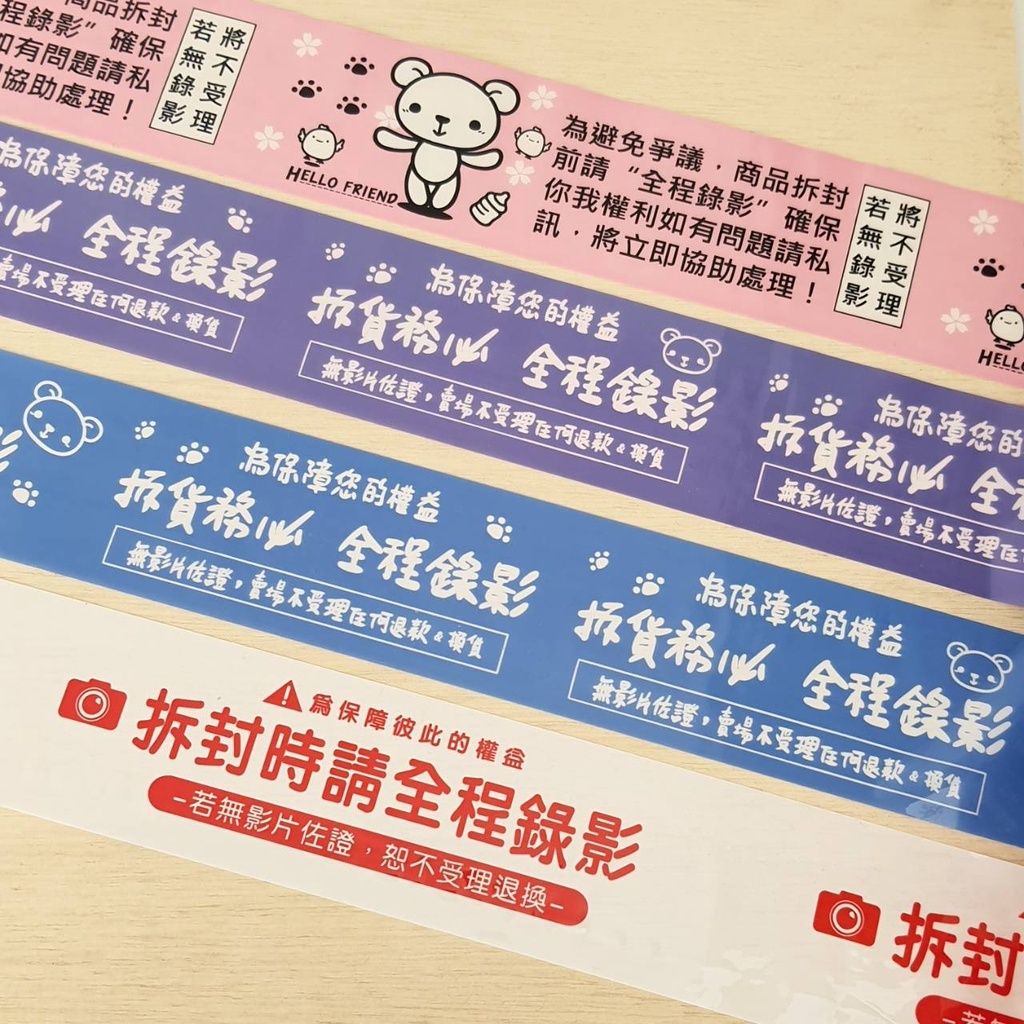 商品拆封
程錄影”確保
如有問題請私
協助處理！
若無錄影
將不受理
HELLO FRIEND
為避免爭議，商品拆封
前請“全程錄影”確保
你我權利如有問題請私
訊，將立即協助處理！
若無錄影
將不受理
HELLO
為保障您的權益
全程錄影
賣場不受理任何退款&換貨
為保障您的權益
拆貨務必 全程錄影
無影片佐證，賣場不受理任何退款&換貨
為保障您的
拆貨務必 全
無影片佐證，賣場不受理任
為保障您的權益
拆貨務必 全程錄影
無影片佐證，賣場不受理任何退款&換貨
為保障您的權益
拆貨務必 全程錄影
無影片佐證，賣場不受理任何退款&換貨
為保障彼此的權益
拆封時請全程錄影
-若無影片佐證，恕不受理退換-
拆封